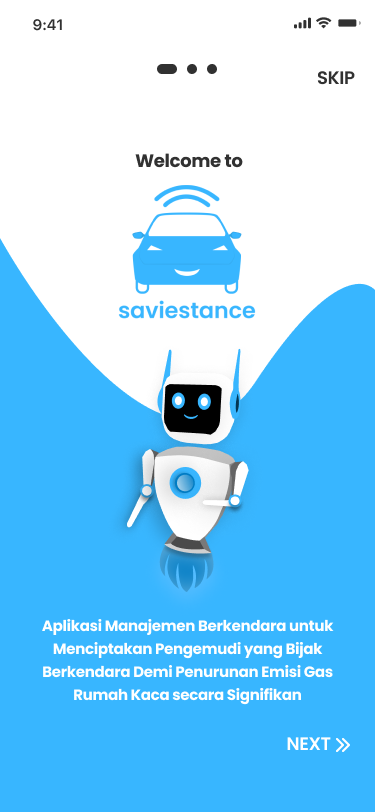 9:41
SKIP
Welcome to
saviestance
Aplikasi Manajemen Berkendara untuk
Menciptakan Pengemudi yang Bijak
Berkendara Demi Penurunan Emisi Gas
Rumah Kaca secara Signifikan
NEXT